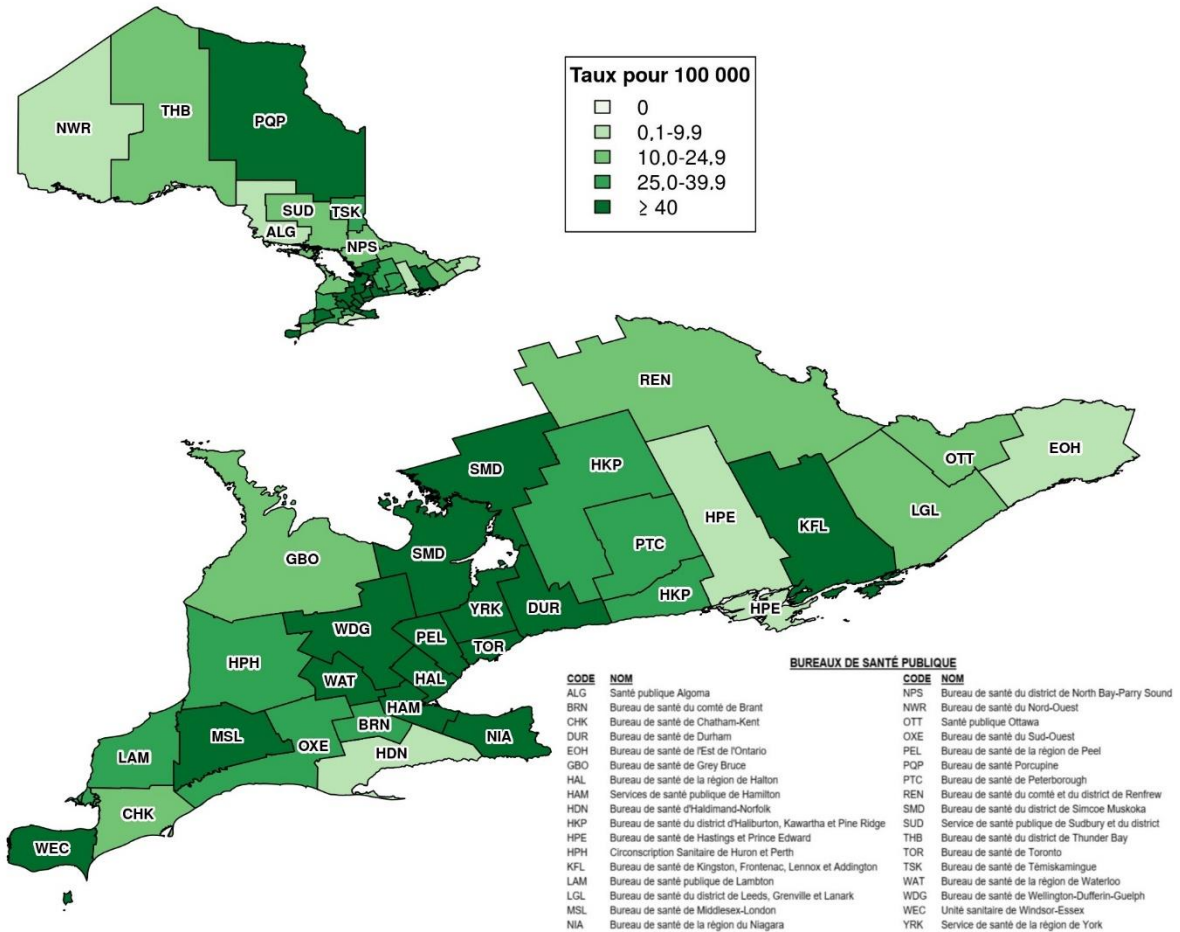 Taux pour 100 000
0
0,1-9,9
10,0-24,9
25,0-39,9
≥ 40
NWR
THB
PQP
SUD
TSK
ALG
NPS
REN
SMD
HKP
OTT
EOH
HPE
KFL
LGL
GBO
SMD
PTC
YRK
DUR
HKP
HPE
WDG
PEL
TOR
HPH
WAT
HAL
HAM
MSL
BRN
OXE
NIA
LAM
HDN
CHK
WEC
BUREAUX DE SANTÉ PUBLIQUE
CODE NOM
ALG Santé publique Algoma
BRN Bureau de santé du comté de Brant
CHK Bureau de santé de Chatham-Kent
DUR Bureau de santé de Durham
EOH Bureau de santé de l'Est de l'Ontario
GBO Bureau de santé de Grey Bruce
HAL Bureau de santé de la région de Halton
HAM Services de santé publique de Hamilton
HDN Bureau de santé d'Haldimand-Norfolk
HKP Bureau de santé du district d'Haliburton, Kawartha et Pine Ridge
HPE Bureau de santé de Hastings et Prince Edward
HPH Circonscription Sanitaire de Huron et Perth
KFL Bureau de santé de Kingston, Frontenac, Lennox et Addington
LAM Bureau de santé publique de Lambton
LGL Bureau de santé du district de Leeds, Grenville et Lanark
MSL Bureau de santé de Middlesex-London
NIA Bureau de santé de la région du Niagara
CODE NOM
NPS Bureau de santé du district de North Bay-Parry Sound
NWR Bureau de santé du Nord-Ouest
OTT Santé publique Ottawa
OXE Bureau de santé du Sud-Ouest
PEL Bureau de santé de la région de Peel
PQP Bureau de santé Porcupine
PTC Bureau de santé de Peterborough
REN Bureau de santé du comté et du district de Renfrew
SMD Bureau de santé du district de Simcoe Muskoka
SUD Service de santé publique de Sudbury et du district
THB Bureau de santé du district de Thunder Bay
TOR Bureau de santé de Toronto
TSK Bureau de santé de Témiskamingue
WAT Bureau de santé de la région de Waterloo
WDG Bureau de santé de Wellington-Dufferin-Guelph
WEC Unité sanitaire de Windsor-Essex
YRK Service de santé de la région de York